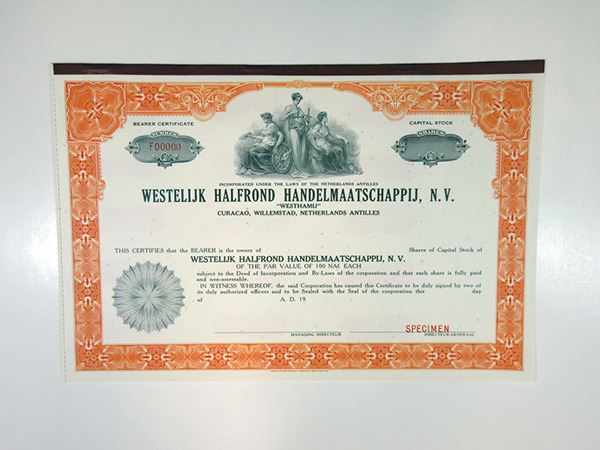 BEARER CERTIFICATE
CAPITAL STOCK
NUMBER
SHARES
F00000
INCORPORATED UNDER THE LAWS OF THE NETHERLANDS ANTILLES
WESTELIJK HALFROND HANDELMAATSCHAPPIJ, N.V.
"WESTHAMIJ"
CURAÇAO, WILLEMSTAD, NETHERLANDS ANTILLES
THIS CERTIFIES that the BEARER is the owner of Shares of Capital Stock of
WESTELIJK HALFROND HANDELMAATSCHAPPIJ, N.V.
OF THE PAR VALUE OF 100 NAƒ. EACH
subject to the Deed of Incorporation and By-Laws of the corporation and that each share is fully paid
and non-assessable.
IN WITNESS WHEREOF, the said Corporation has caused this Certificate to be duly signed by two of
its duly authorized officers and to be Sealed with the Seal of the corporation this day
of A. D. 19
SPECIMEN
MANAGING DIRECTEUR
DIRECTEUR-GENERAAL